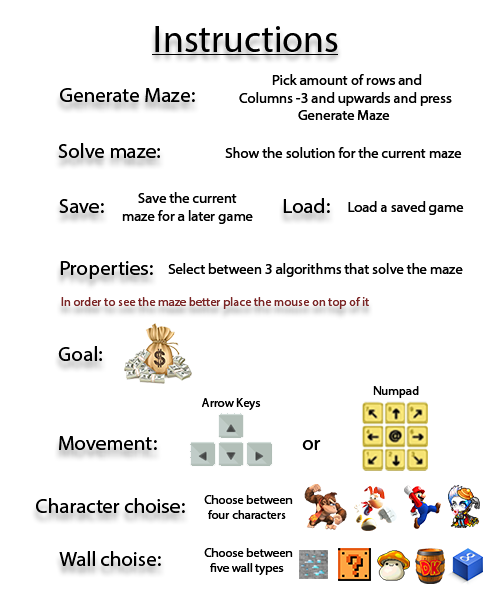 Instructions
Generate Maze:
Pick amount of rows and
Columns -3 and upwards and press
Generate Maze
Solve maze:
Show the solution for the current maze
Save:
Save the current
maze for a later game
Load:
Load a saved game
Properties:
Select between 3 algorithms that solve the maze
In order to see the maze better place the mouse on top of it
Goal:
$
Movement:
Arrow Keys
or
Numpad
@
Character choise:
Choose between
four characters
Wall choise:
Choose between
five wall types
?
DK